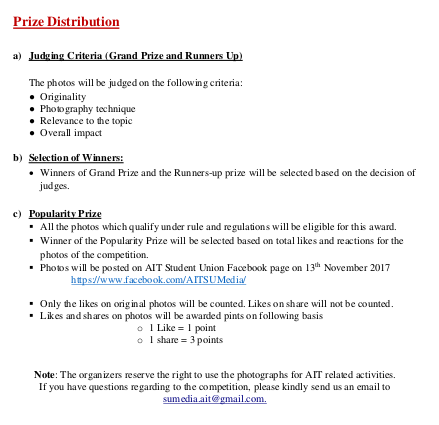 Prize Distribution
a) Judging Criteria (Grand Prize and Runners Up)
The photos will be judged on the following criteria:
● Originality
● Photography technique
● Relevance to the topic
● Overall impact
b) Selection of Winners:
• Winners of Grand Prize and the Runners-up prize will be selected based on the decision of
judges.
c) Popularity Prize
▪ All the photos which qualify under rule and regulations will be eligible for this award.
▪ Winner of the Popularity Prize will be selected based on total likes and reactions for the
photos of the competition.
▪ Photos will be posted on AIT Student Union Facebook page on 13th November 2017
https://www.facebook.com/AITSUMedia/
▪ Only the likes on original photos will be counted. Likes on share will not be counted.
▪ Likes and shares on photos will be awarded pints on following basis
o 1 Like = 1 point
o 1 share = 3 points
Note: The organizers reserve the right to use the photographs for AIT related activities.
If you have questions regarding to the competition, please kindly send us an email to
sumedia.ait@gmail.com.